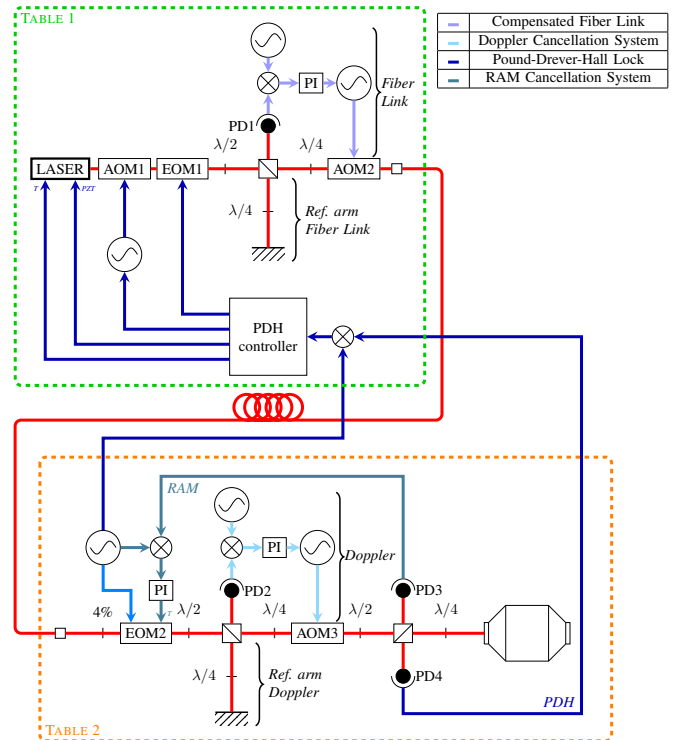 TABLE 1
Compensated Fiber Link
Doppler Cancellation System
Pound-Drever-Hall Lock
RAM Cancellation System
PI
Fiber
Link
PD1
λ/2
λ/4
LASER
AOM1
EOM1
AOM2
T
PZT
λ/4
Ref. arm
Fiber Link
PDH
controller
RAM
Doppler
PI
PI
PD2
PD3
4%
T
λ/2
λ/4
λ/2
λ/4
EOM2
AOM3
λ/4
Ref. arm
Doppler
PD4
PDH
TABLE 2